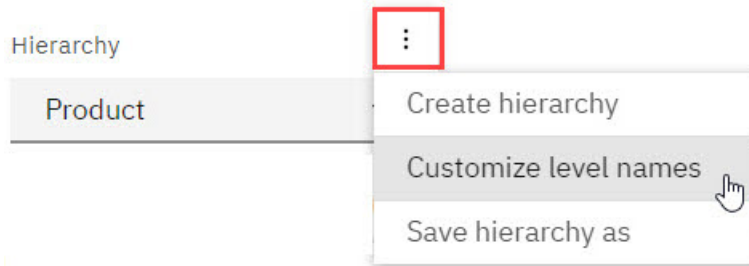 Hierarchy
Product
Create hierarchy
Customize level names
Save hierarchy as